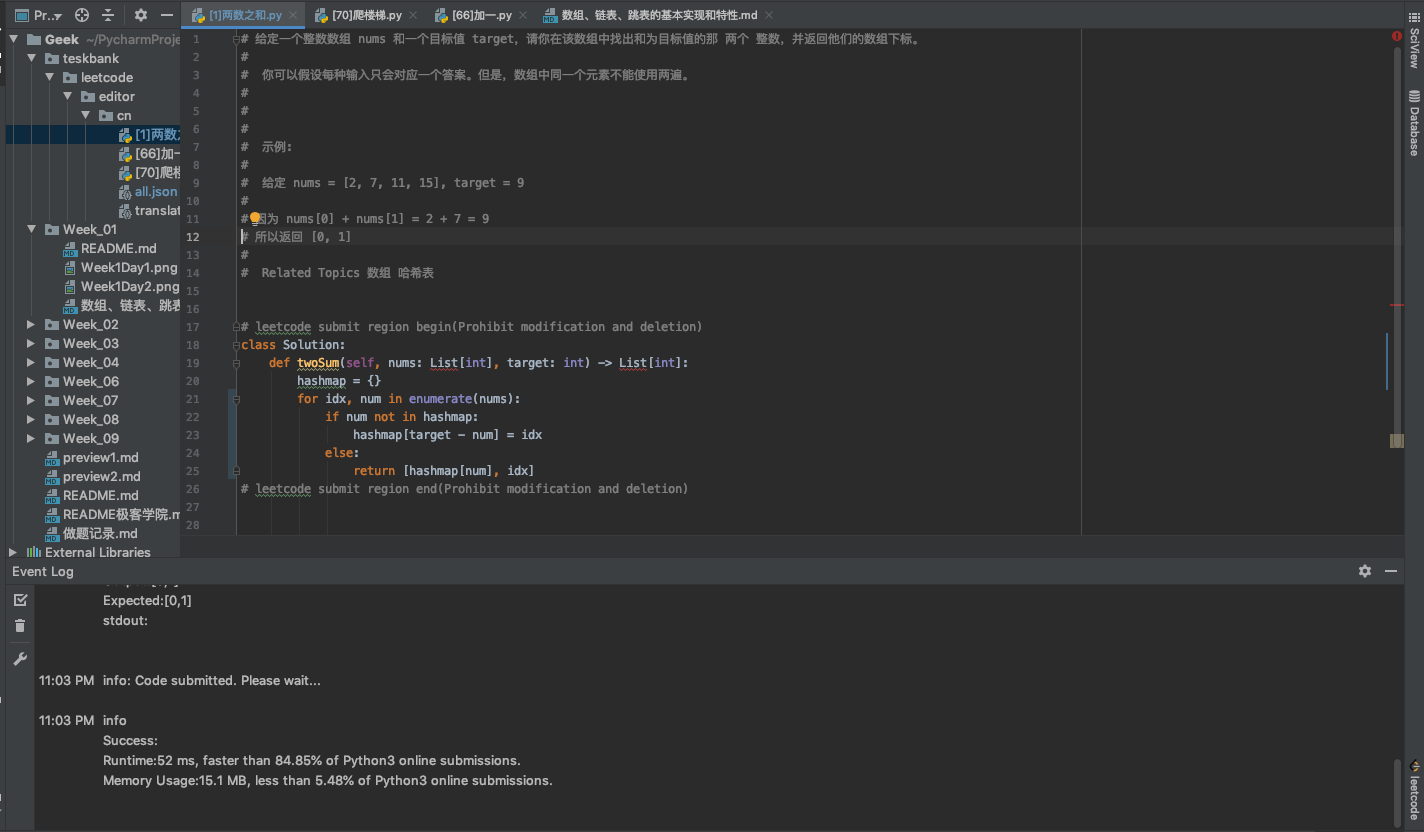 Pr..
[1]两数之和.py
[70]爬楼梯.py
[66]加一.py
数组、链表、跳表的基本实现和特性.md
Geek ~/PycharmProje
teskbank
leetcode
editor
cn
[1]两数之
[66]加一
[70]爬楼
all.json
translat
Week_01
README.md
Week1Day1.png
Week1Day2.png
数组、链表、跳表
Week_02
Week_03
Week_04
Week_06
Week_07
Week_08
Week_09
preview1.md
preview2.md
README.md
README极客学院.m
做题记录.md
External Libraries
1 # 给定一个整数数组 nums 和一个目标值 target，请你在该数组中找出和为目标值的那 两个 整数，并返回他们的数组下标。
2 #
3 # 你可以假设每种输入只会对应一个答案。但是，数组中同一个元素不能使用两遍。
4 #
5 #
6 #
7 # 示例:
8 #
9 # 给定 nums = [2, 7, 11, 15], target = 9
10 #
11 # 因为 nums[0] + nums[1] = 2 + 7 = 9
12 # 所以返回 [0, 1]
13 #
14 # Related Topics 数组 哈希表
15
16
17 # leetcode submit region begin(Prohibit modification and deletion)
18 class Solution:
19 def twoSum(self, nums: List[int], target: int) -> List[int]:
20 hashmap = {}
21 for idx, num in enumerate(nums):
22 if num not in hashmap:
23 hashmap[target - num] = idx
24 else:
25 return [hashmap[num], idx]
26 # leetcode submit region end(Prohibit modification and deletion)
27
28
SciView
Database
leetcode
Event Log
Expected:[0,1]
stdout:
11:03 PM info: Code submitted. Please wait...
11:03 PM info
Success:
Runtime:52 ms, faster than 84.85% of Python3 online submissions.
Memory Usage:15.1 MB, less than 5.48% of Python3 online submissions.